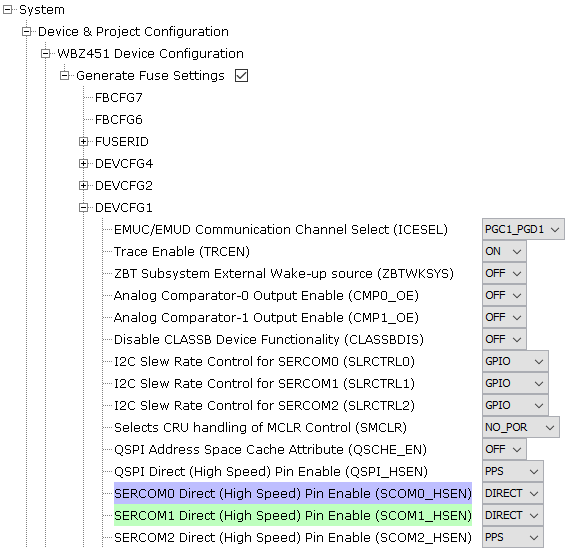 System
Device & Project Configuration
WBZ451 Device Configuration
Generate Fuse Settings
FBCFG7
FBCFG6
FUSERID
DEVCFG4
DEVCFG2
DEVCFG1
EMUC/EMUD Communication Channel Select (ICESEL) PGC1_PGD1
Trace Enable (TRCEN) ON
ZBT Subsystem External Wake-up source (ZBTWKSYS) OFF
Analog Comparator-0 Output Enable (CMP0_OE) OFF
Analog Comparator-1 Output Enable (CMP1_OE) OFF
Disable CLASSB Device Functionality (CLASSBDIS) OFF
I2C Slew Rate Control for SERCOM0 (SLRCTRL0) GPIO
I2C Slew Rate Control for SERCOM1 (SLRCTRL1) GPIO
I2C Slew Rate Control for SERCOM2 (SLRCTRL2) GPIO
Selects CRU handling of MCLR Control (SMCLR) NO_POR
QSPI Address Space Cache Attribute (QSCHE_EN) OFF
QSPI Direct (High Speed) Pin Enable (QSPI_HSEN) PPS
SERCOM0 Direct (High Speed) Pin Enable (SCOM0_HSEN) DIRECT
SERCOM1 Direct (High Speed) Pin Enable (SCOM1_HSEN) DIRECT
SERCOM2 Direct (High Speed) Pin Enable (SCOM2_HSEN) PPS